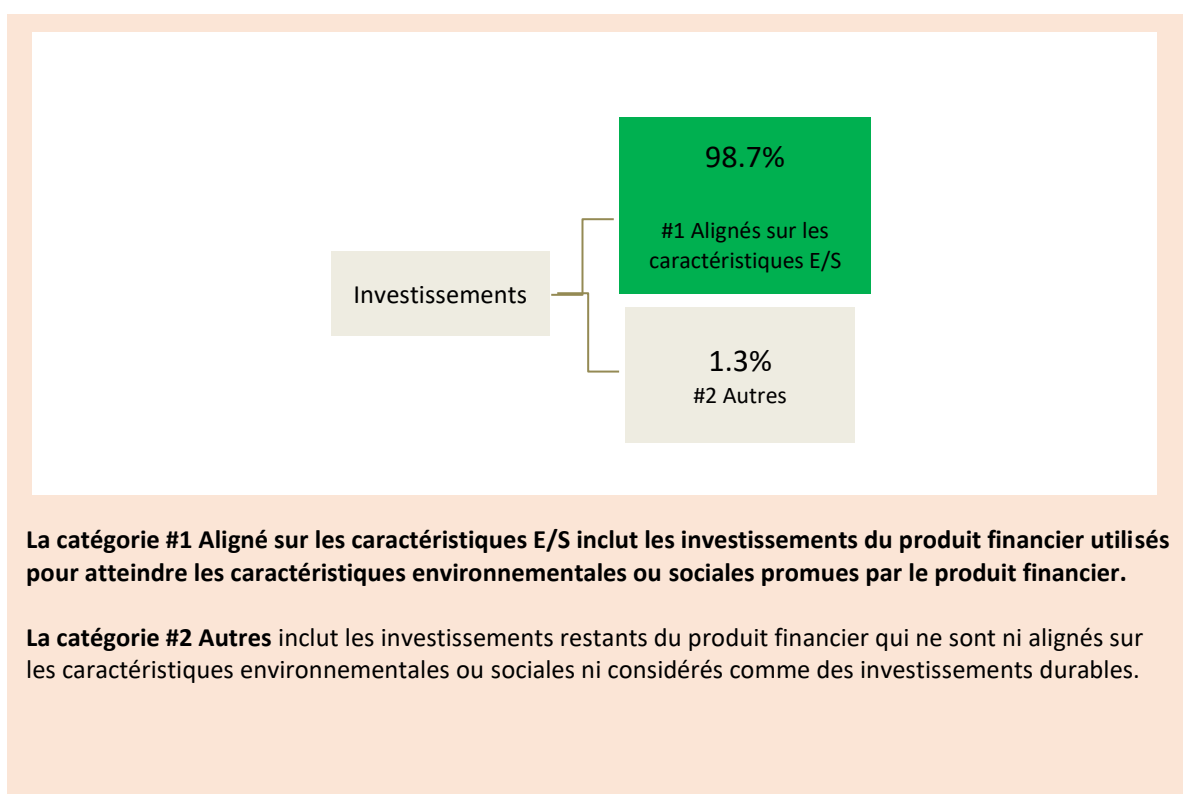 98.7%
#1 Alignés sur les
caractéristiques E/S
Investissements
1.3%
#2 Autres
La catégorie #1 Aligné sur les caractéristiques E/S inclut les investissements du produit financier utilisés
pour atteindre les caractéristiques environnementales ou sociales promues par le produit financier.
La catégorie #2 Autres inclut les investissements restants du produit financier qui ne sont ni alignés sur
les caractéristiques environnementales ou sociales ni considérés comme des investissements durables.